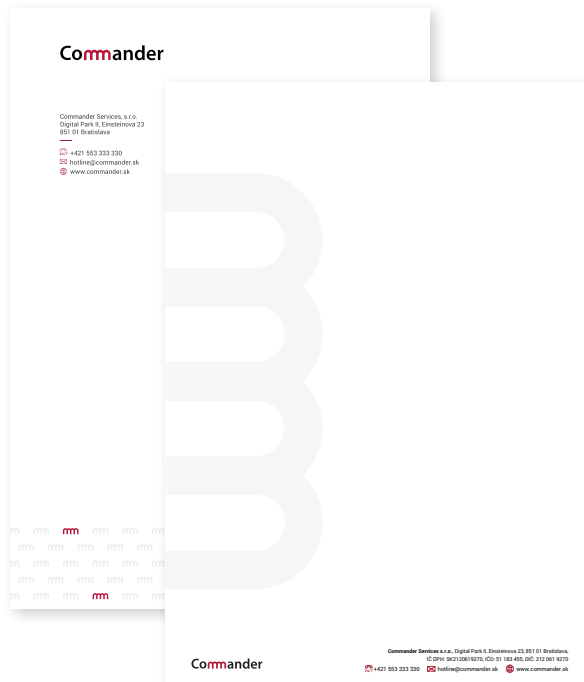 Commander
Commander Services, s.r.o.
Digital Park II, Einsteinova 23
851 01 Bratislava
+421 553 333 330
hotline@commander.sk
www.commander.sk
Commander
Commander Services s.r.o., Digital Park II, Einsteinova 23, 851 01 Bratislava,
IČ DPH: SK2120619270, IČO: 51 183 455, DIČ: 212 061 9270
+421 553 333 330 hotline@commander.sk www.commander.sk